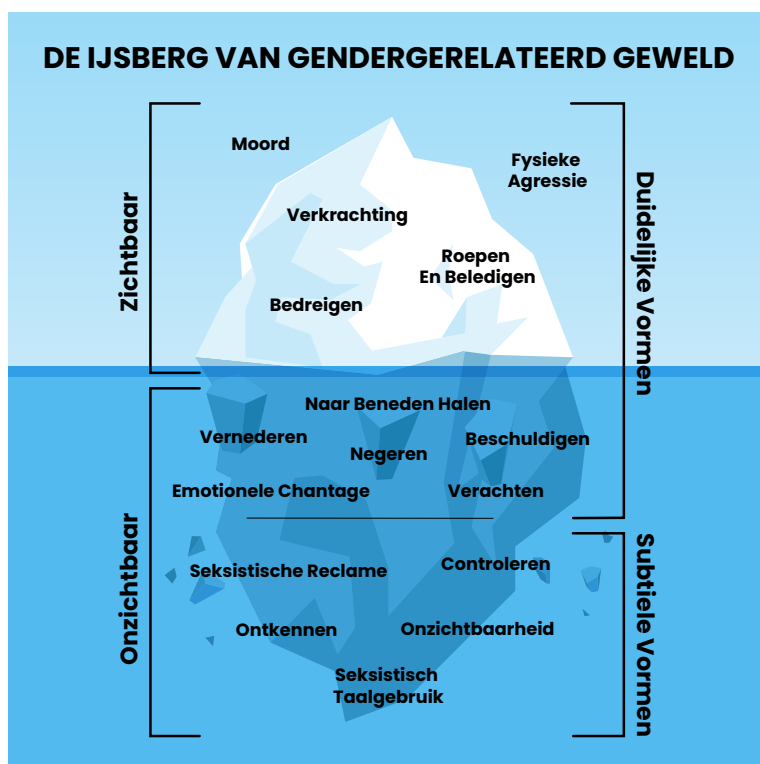 DE IJSBERG VAN GENDERGERELATEERD GEWELD
Zichtbaar
Moord
Fysieke
Agressie
Verkrachting
Roepen
En Beledigen
Bedreigen
Duidelijke Vormen
Onzichtbaar
Naar Beneden Halen
Vernederen
Negeren
Beschuldigen
Emotionele Chantage
Verachten
Subtiele Vormen
Seksistische Reclame
Controleren
Ontkennen
Onzichtbaarheid
Seksistisch
Taalgebruik